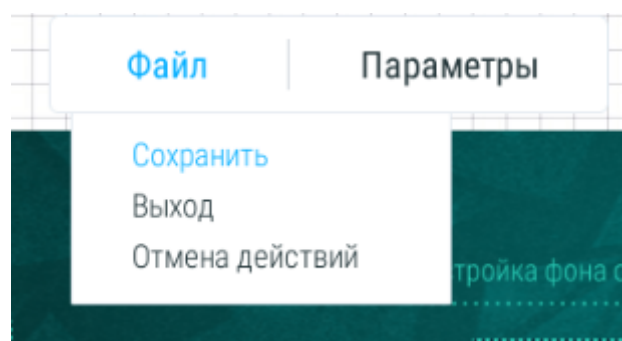 Файл Параметры
Сохранить
Выход
Отмена действий
тройка фона